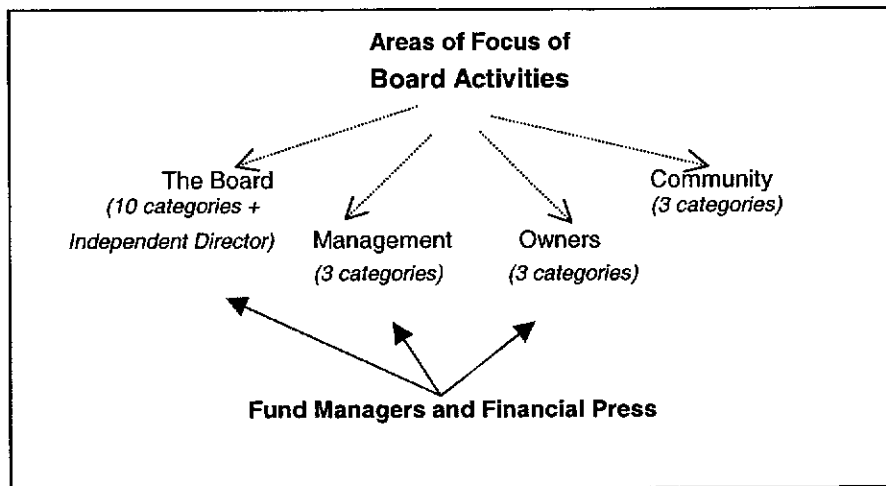 Areas of Focus of
Board Activities
The Board
(10 categories +
Independent Director)
Management
(3 categories)
Owners
(3 categories)
Community
(3 categories)
Fund Managers and Financial Press